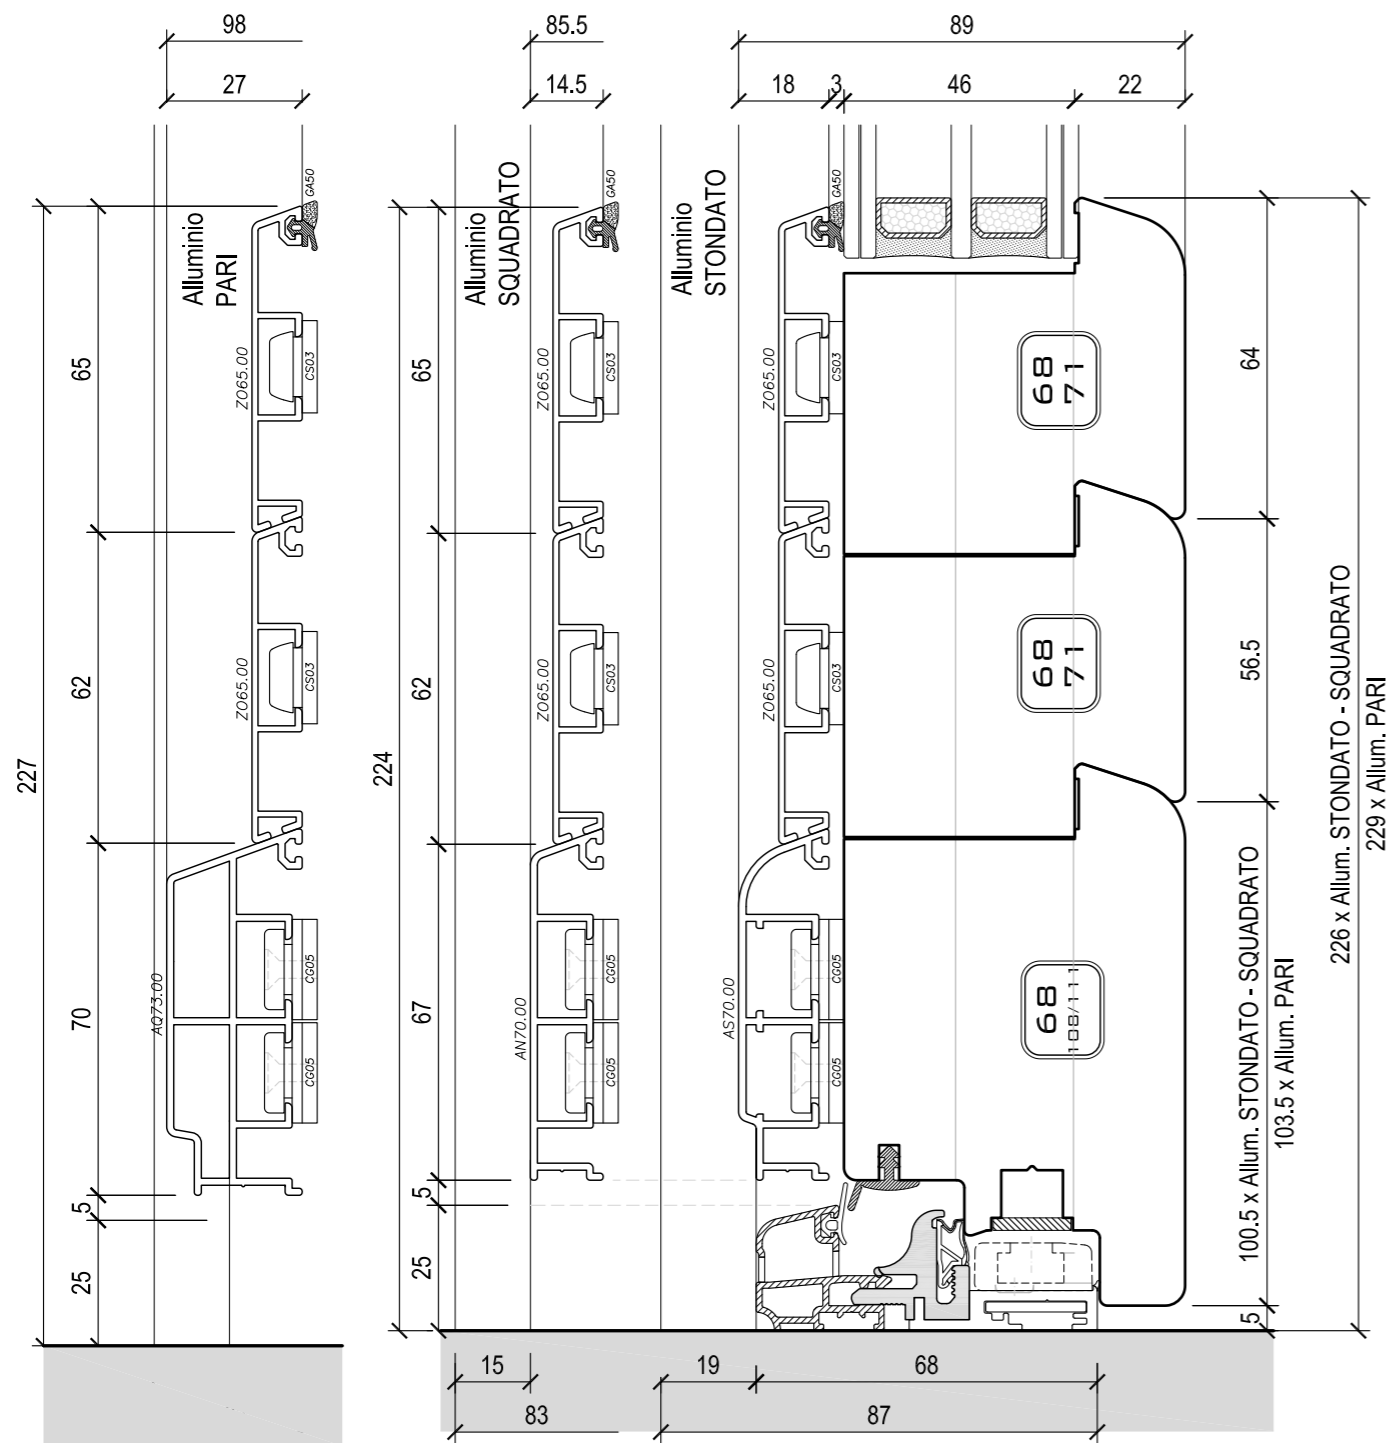 98
85.5
89
27
14.5
18
3
46
22
GA50
GA50
Alluminio
PARI
Alluminio
SQUADRATO
Alluminio
STONDATO
65
65
64
ZO65.00
CS03
ZO65.00
CS03
ZO65.00
CS03
68
71
62
62
56.5
ZO65.00
CS03
ZO65.00
CS03
ZO65.00
CS03
68
71
227
224
226 x Allum. STONDATO - SQUADRATO
229 x Allum. PARI
70
67
AQ73.00
CG05
CG05
AN70.00
CG05
CG05
AS70.00
CG05
CG05
68
108/111
100.5 x Allum. STONDATO - SQUADRATO
103.5 x Allum. PARI
5
5
25
25
5
15
19
68
83
87